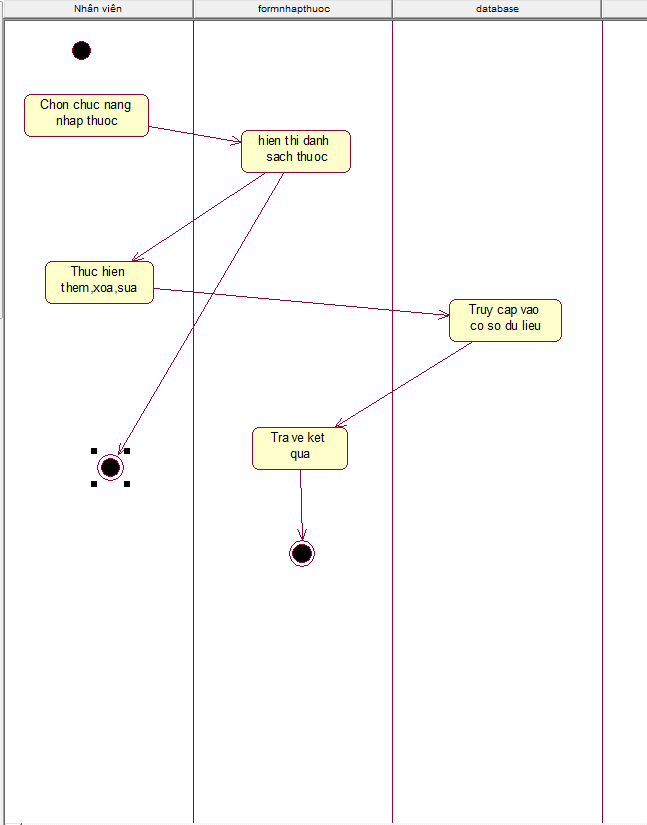 Nhân viên
formnhapthuoc
database
Chon chuc nang
nhap thuoc
hien thi danh
sach thuoc
Thuc hien
them,xoa,sua
Truy cap vao
co so du lieu
Tra ve ket
qua